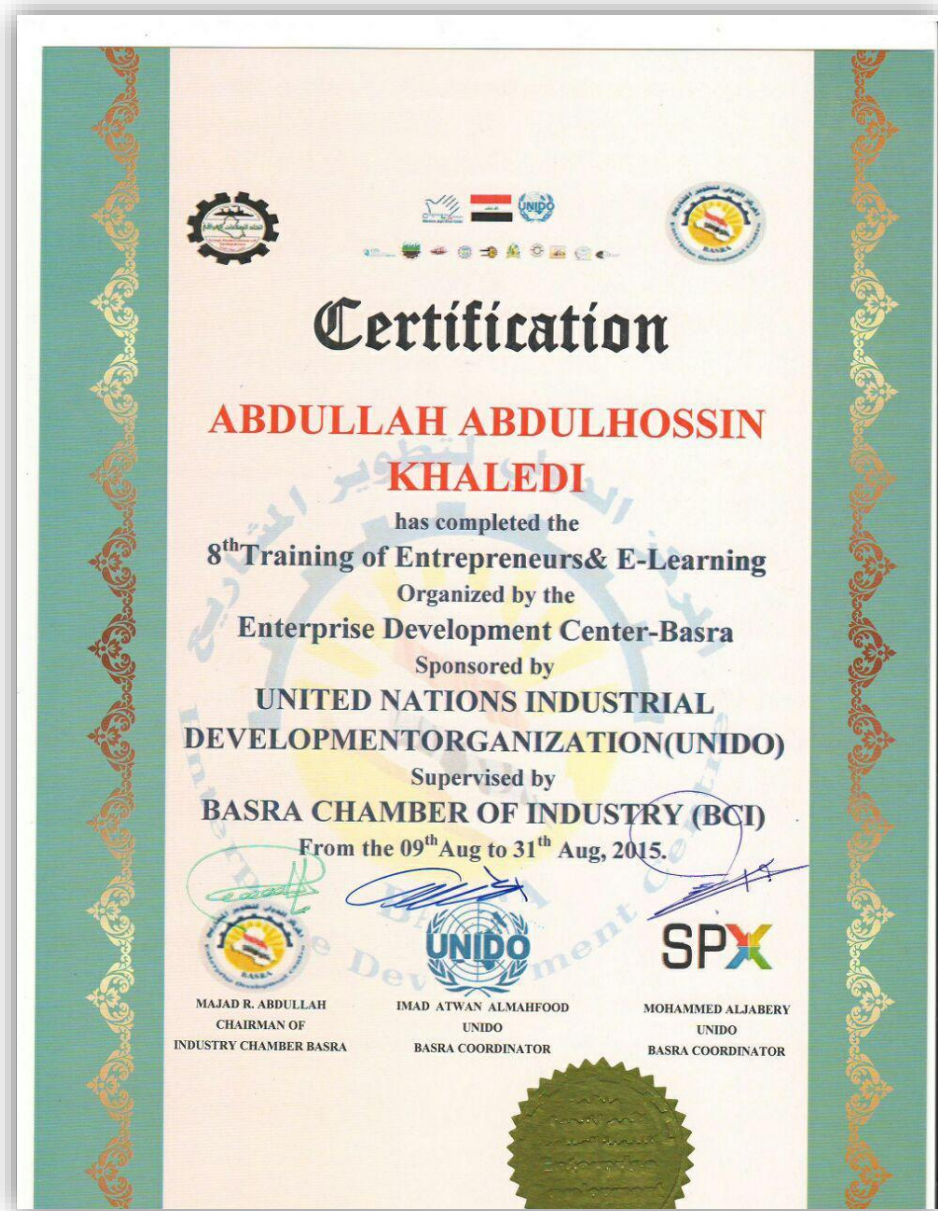 UNIDO
BASRA
Certification
ABDULLAH ABDULHOSSIN
KHALEDI
has completed the
8thTraining of Entrepreneurs& E-Learning
Organized by the
Enterprise Development Center-Basra
Sponsored by
UNITED NATIONS INDUSTRIAL
DEVELOPMENTORGANIZATION(UNIDO)
Supervised by
BASRA CHAMBER OF INDUSTRY (BCI)
From the 09th Aug to 31th Aug, 2015.
BASRA
UNIDO
SPX
MAJAD R. ABDULLAH
CHAIRMAN OF
INDUSTRY CHAMBER BASRA
IMAD ATWAN ALMAHFOOD
UNIDO
BASRA COORDINATOR
MOHAMMED ALJABERY
UNIDO
BASRA COORDINATOR